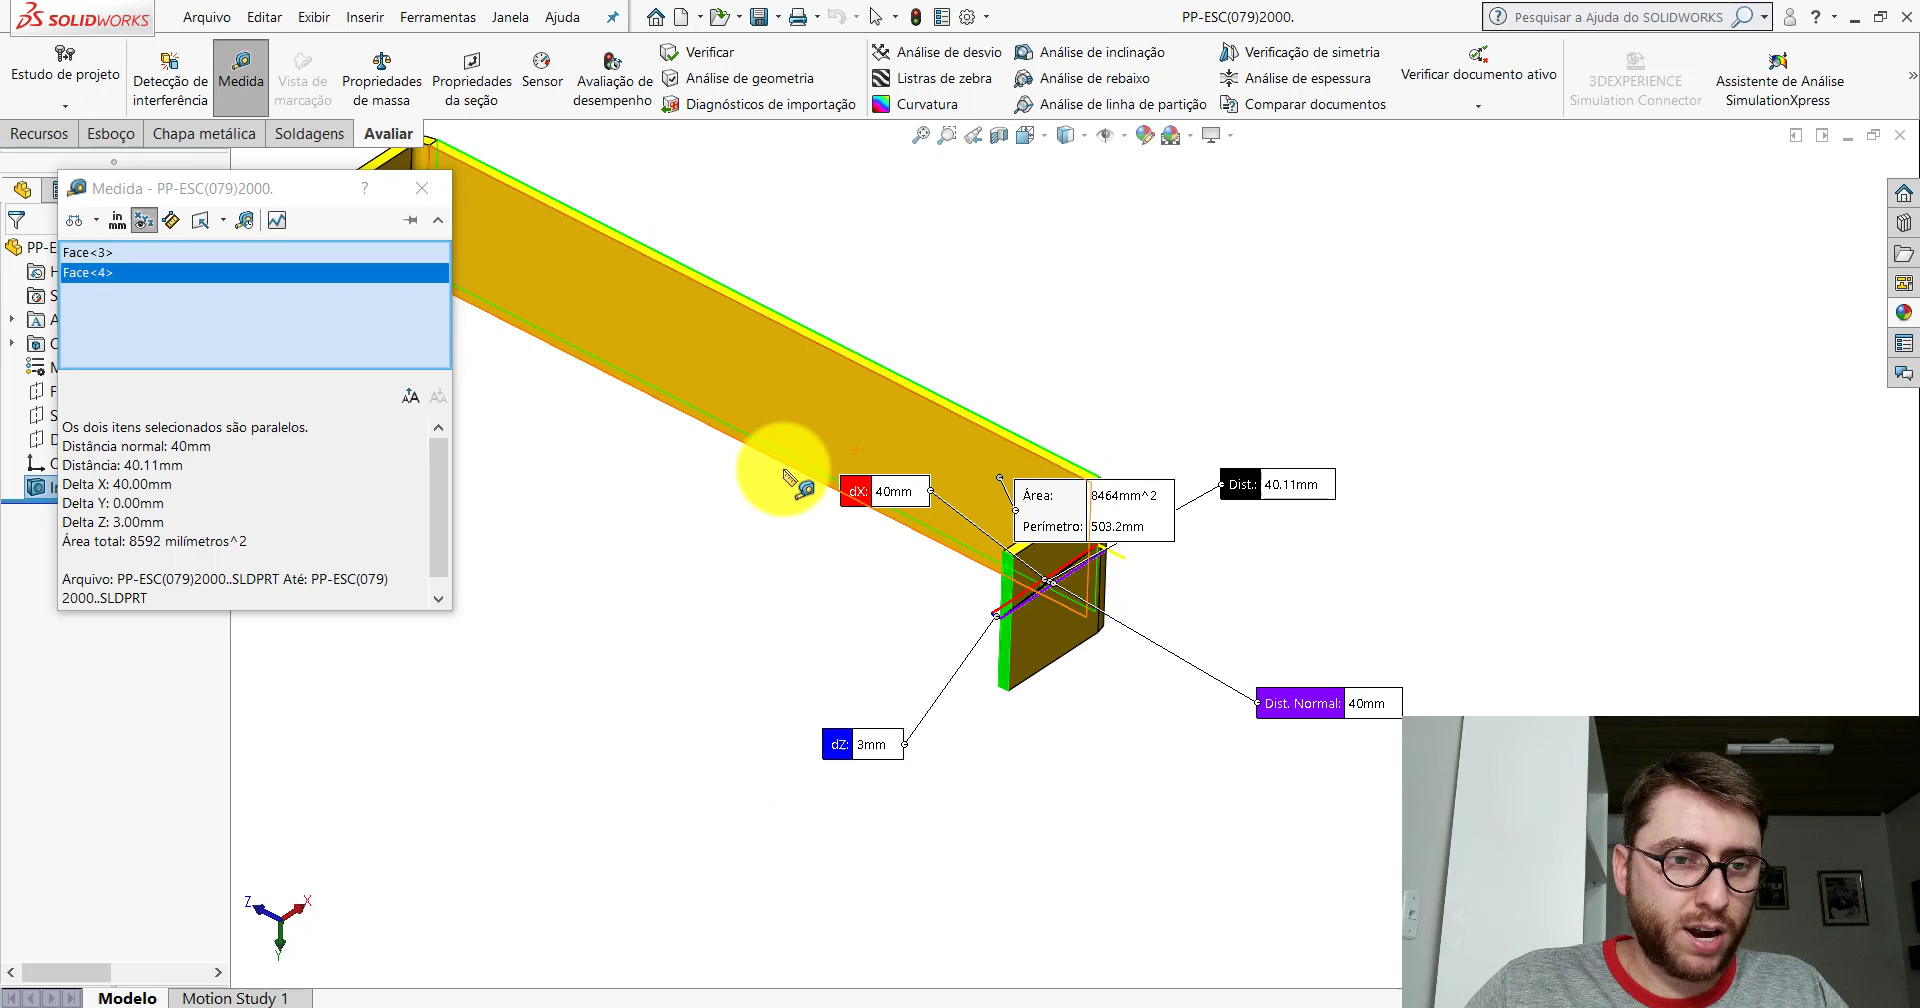 SOLIDWORKS
Arquivo Editar Exibir Inserir Ferramentas Janela Ajuda
PP-ESC(079)2000.
Pesquisar a Ajuda do SOLIDWORKS
Estudo de projeto
Detecção de interferência
Medida
Vista de marcação
Propriedades de massa
Propriedades da seção
Sensor
Avaliação de desempenho
Verificar
Análise de geometria
Diagnósticos de importação
Análise de desvio
Listras de zebra
Curvatura
Análise de inclinação
Análise de rebaixo
Análise de linha de partição
Verificação de simetria
Análise de espessura
Comparar documentos
Verificar documento ativo
3DEXPERIENCE
Simulation Connector
Assistente de Análise
SimulationXpress
Recursos Esboço Chapa metálica Soldagens Avaliar
Medida - PP-ESC(079)2000.
in
mm
PP-E
Face<3>
Face<4>
Os dois itens selecionados são paralelos.
Distância normal: 40mm
Distância: 40.11mm
Delta X: 40.00mm
Delta Y: 0.00mm
Delta Z: 3.00mm
Área total: 8592 milímetros^2
Arquivo: PP-ESC(079)2000..SLDPRT Até: PP-ESC(079)
2000..SLDPRT
dX: 40mm
Área: 8464mm^2
Perímetro: 503.2mm
Dist.: 40.11mm
Dist. Normal: 40mm
dZ: 3mm
Z X
Y
Modelo Motion Study 1